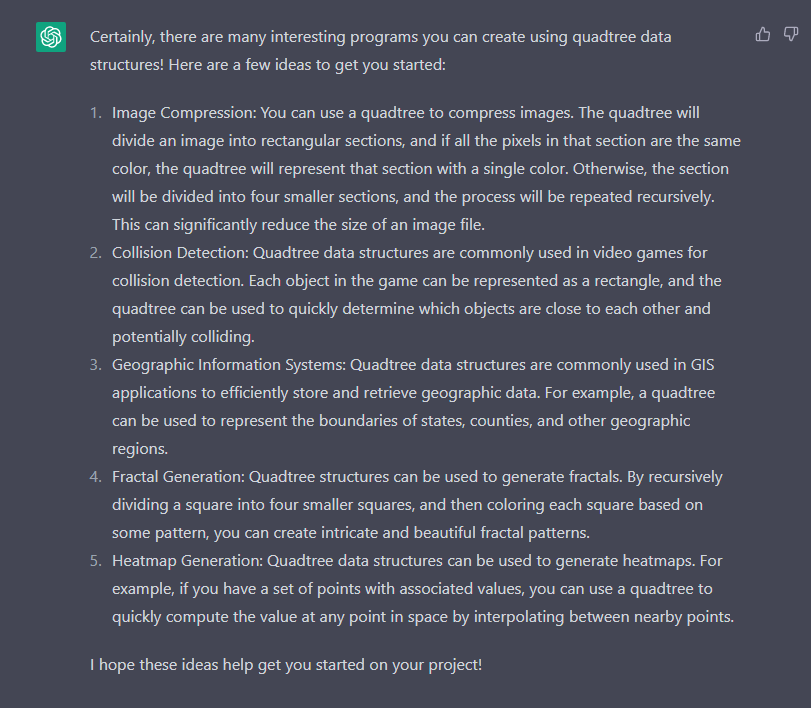 Certainly, there are many interesting programs you can create using quadtree data
structures! Here are a few ideas to get you started:
1. Image Compression: You can use a quadtree to compress images. The quadtree will
divide an image into rectangular sections, and if all the pixels in that section are the same
color, the quadtree will represent that section with a single color. Otherwise, the section
will be divided into four smaller sections, and the process will be repeated recursively.
This can significantly reduce the size of an image file.
2. Collision Detection: Quadtree data structures are commonly used in video games for
collision detection. Each object in the game can be represented as a rectangle, and the
quadtree can be used to quickly determine which objects are close to each other and
potentially colliding.
3. Geographic Information Systems: Quadtree data structures are commonly used in GIS
applications to efficiently store and retrieve geographic data. For example, a quadtree
can be used to represent the boundaries of states, counties, and other geographic
regions.
4. Fractal Generation: Quadtree structures can be used to generate fractals. By recursively
dividing a square into four smaller squares, and then coloring each square based on
some pattern, you can create intricate and beautiful fractal patterns.
5. Heatmap Generation: Quadtree data structures can be used to generate heatmaps. For
example, if you have a set of points with associated values, you can use a quadtree to
quickly compute the value at any point in space by interpolating between nearby points.
I hope these ideas help get you started on your project!